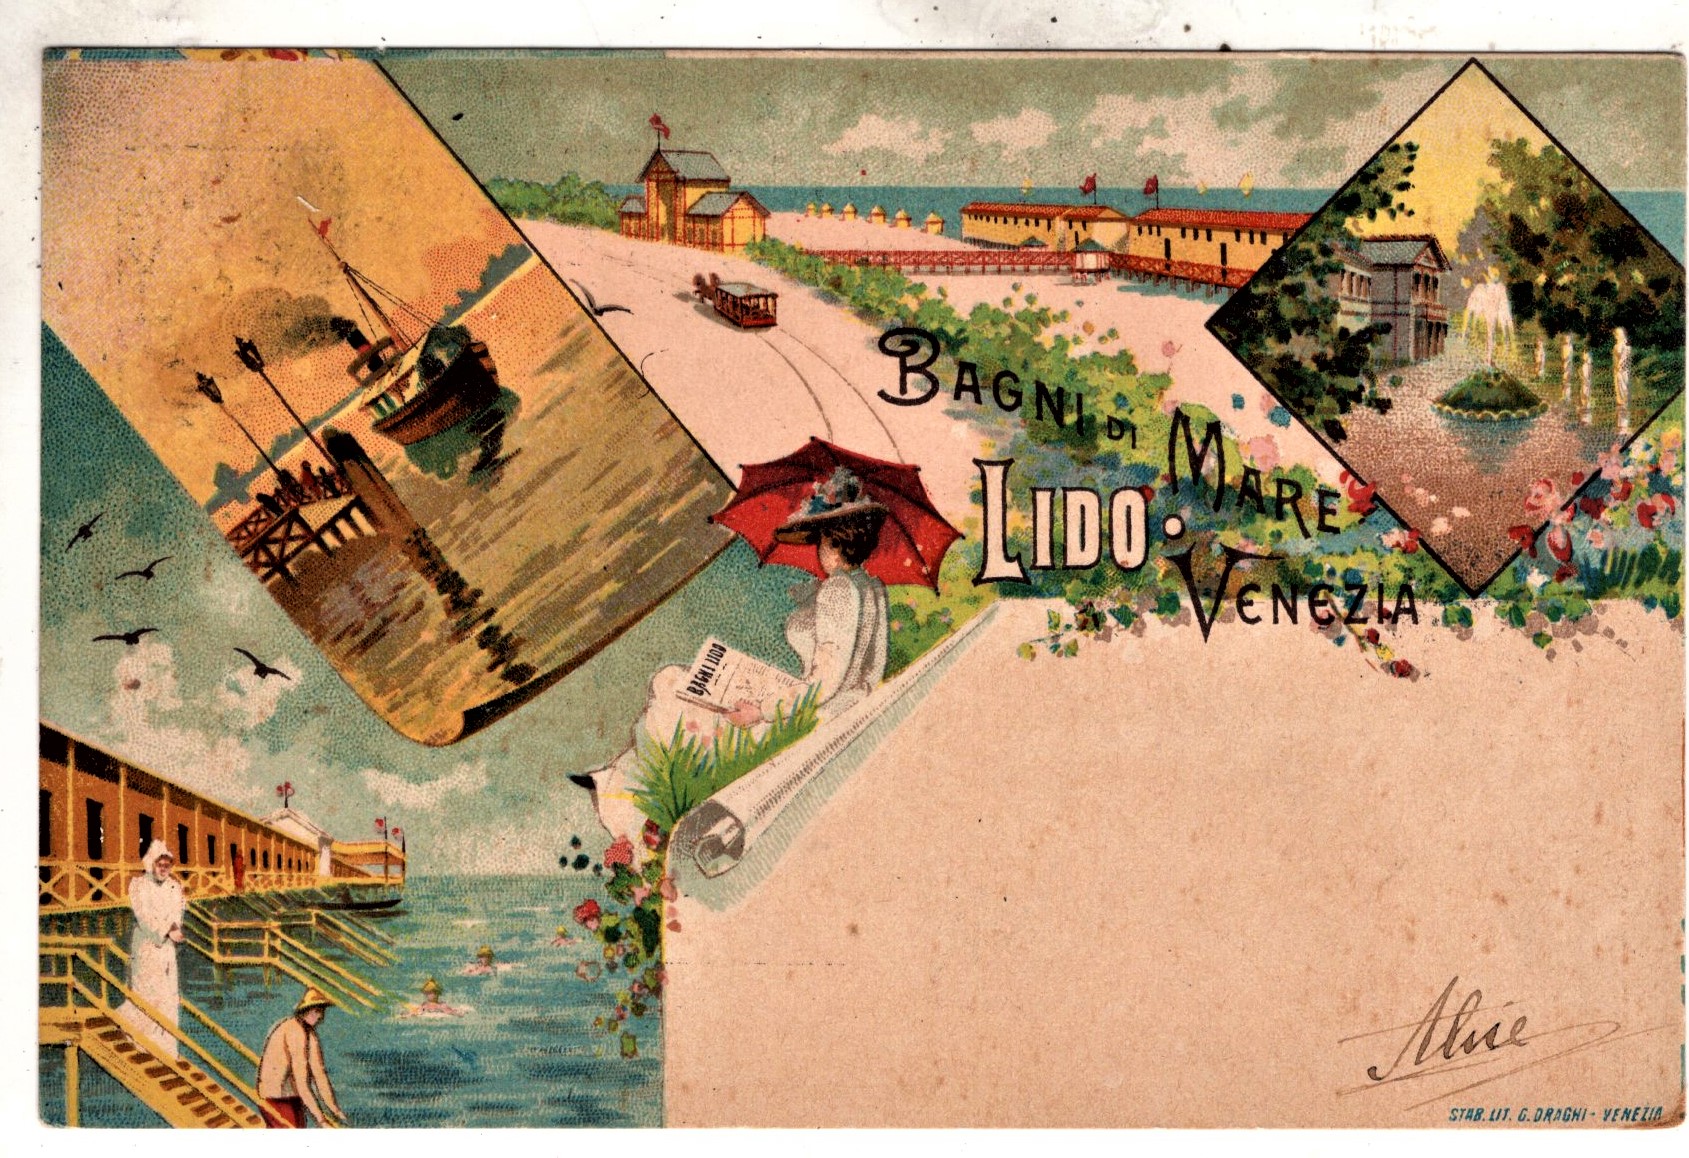 BAGNI DI MARE
LIDO · VENEZIA
BAGNI LIDO
Alise
STAB. LIT. G. DRAGHI - VENEZIA